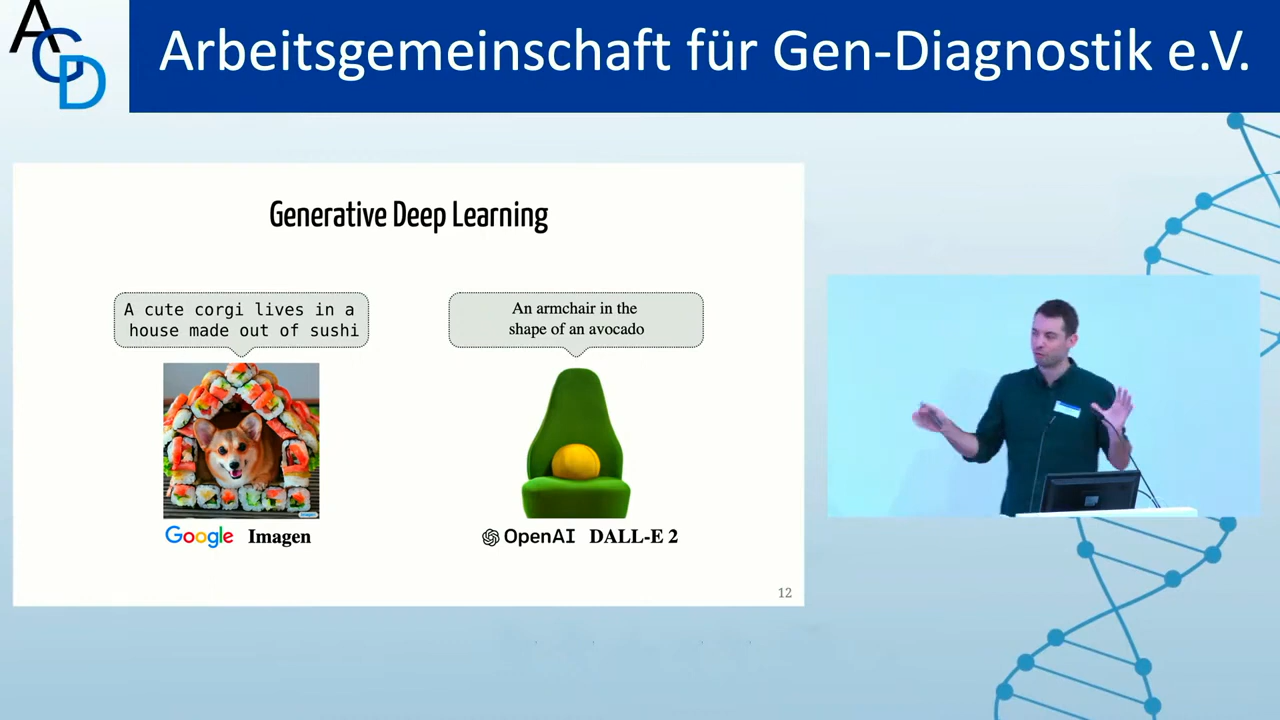 AGD
Arbeitsgemeinschaft für Gen-Diagnostik e.V.
Generative Deep Learning
A cute corgi lives in a
house made out of sushi
An armchair in the
shape of an avocado
Google Imagen
OpenAI DALL-E 2
12